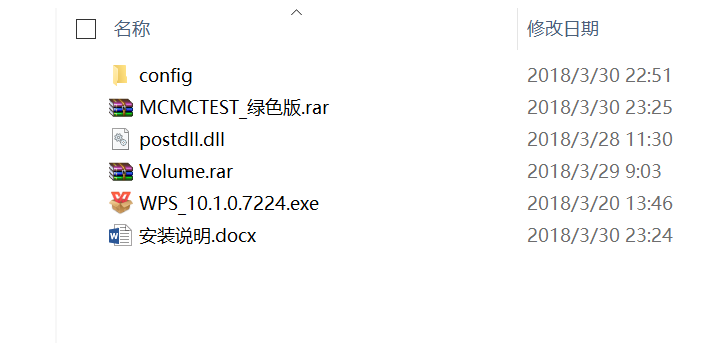 名称 修改日期
config 2018/3/30 22:51
MCMCTEST_绿色版.rar 2018/3/30 23:25
postdll.dll 2018/3/28 11:30
Volume.rar 2018/3/29 9:03
WPS_10.1.0.7224.exe 2018/3/20 13:46
安装说明.docx 2018/3/30 23:24